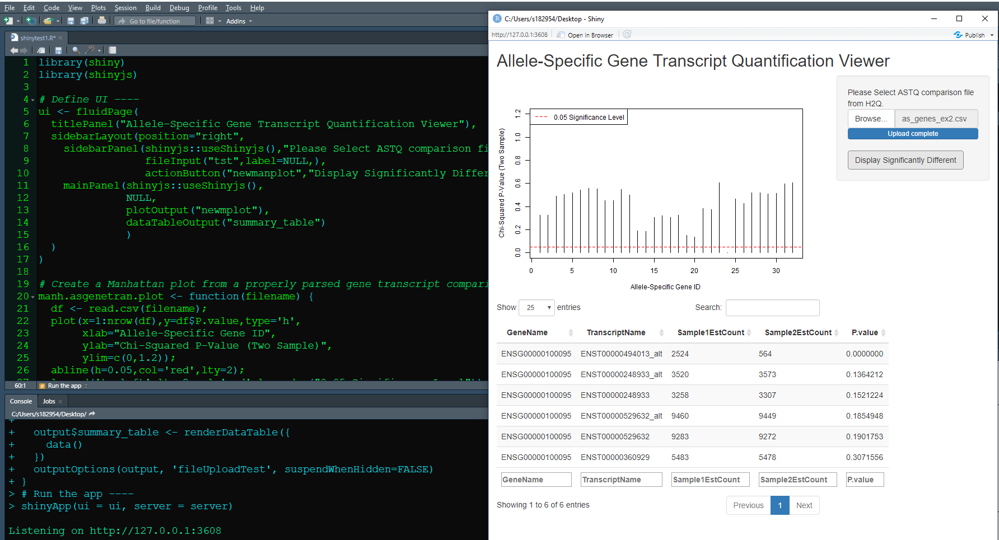 File Edit Code View Plots Session Build Debug Profile Tools Help
Go to file/function Addins
shinytest1.R*
1 library(shiny)
2 library(shinyjs)
3
4 # Define UI ----
5 ui <- fluidPage(
6 titlePanel("Allele-Specific Gene Transcript Quantification Viewer"),
7 sidebarLayout(position="right",
8 sidebarPanel(shinyjs::useShinyjs(),"Please Select ASTQ comparison fi
9 fileInput("tst",label=NULL,),
10 actionButton("newmanplot","Display Significantly Differ
11 mainPanel(shinyjs::useShinyjs(),
12 NULL,
13 plotOutput("newmplot"),
14 dataTableOutput("summary_table")
15 )
16 )
17 )
18
19 # Create a Manhattan plot from a properly parsed gene transcript compari
20 manh.asgenetran.plot <- function(filename) {
21 df <- read.csv(filename);
22 plot(x=1:nrow(df),y=df$P.value,type='h',
23 xlab="Allele-Specific Gene ID",
24 ylab="Chi-Squared P-Value (Two Sample)",
25 ylim=c(0,1.2));
26 abline(h=0.05,col='red',lty=2);
60:1 # Run the app
Console Jobs
C:/Users/s182954/Desktop/
+
+ output$summary_table <- renderDataTable({
+ data()
+ })
+ outputOptions(output, 'fileUploadTest', suspendWhenHidden=FALSE)
+ }
> # Run the app ----
> shinyApp(ui = ui, server = server)
Listening on http://127.0.0.1:3608
R C:/Users/s182954/Desktop - Shiny
http://127.0.0.1:3608 Open in Browser Publish
Allele-Specific Gene Transcript Quantification Viewer
Please Select ASTQ comparison file
from H2Q.
Browse... as_genes_ex2.csv
Upload complete
Display Significantly Different
0.05 Significance Level
Chi-Squared P-Value (Two Sample)
1.2
1.0
0.8
0.6
0.4
0.2
0.0
0 5 10 15 20 25 30
Allele-Specific Gene ID
Show 25 entries Search:
GeneName TranscriptName Sample1EstCount Sample2EstCount P.value
ENSG00000100095 ENST00000494013_alt 2524 564 0.0000000
ENSG00000100095 ENST00000248933_alt 3520 3573 0.1364212
ENSG00000100095 ENST00000248933 3258 3307 0.1521224
ENSG00000100095 ENST00000529632_alt 9460 9449 0.1854948
ENSG00000100095 ENST00000529632 9283 9272 0.1901753
ENSG00000100095 ENST00000360929 5483 5478 0.3071556
GeneName TranscriptName Sample1EstCount Sample2EstCount P.value
Showing 1 to 6 of 6 entries Previous 1 Next